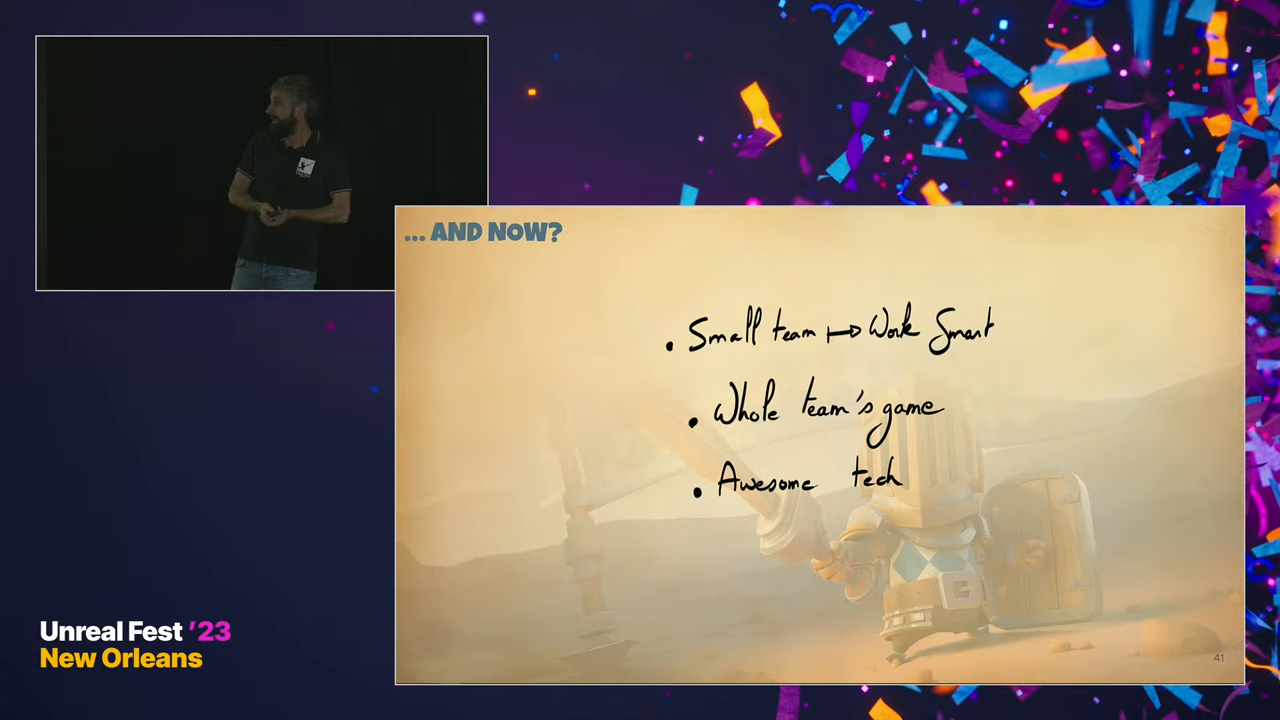 ... AND NOW?
• Small team ↦ Work Smart
• Whole team's game
• Awesome tech
41
Unreal Fest '23
New Orleans